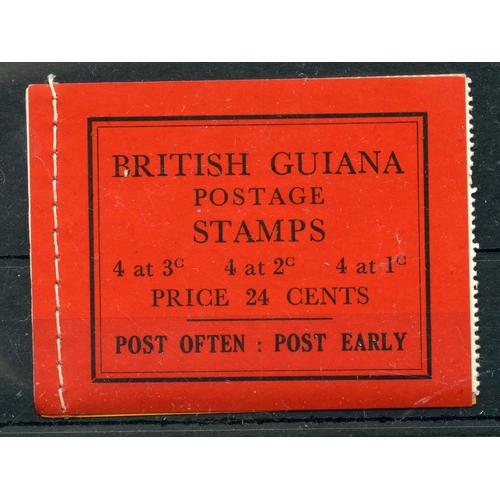 BRITISH GUIANA
POSTAGE
STAMPS
4 at 3c 4 at 2c 4 at 1c
PRICE 24 CENTS
POST OFTEN : POST EARLY